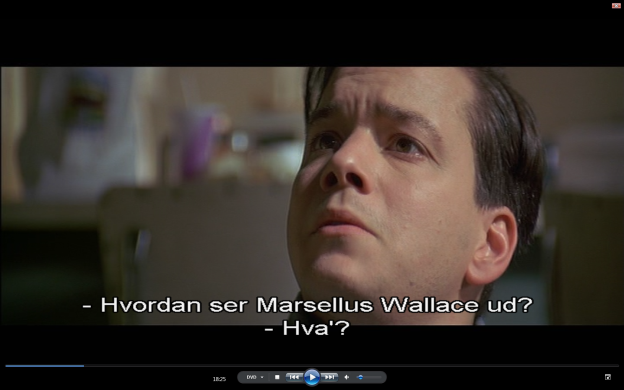 - Hvordan ser Marsellus Wallace ud?
- Hva'?
18:25
DVD